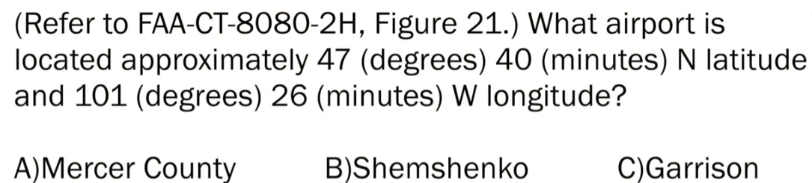 (Refer to FAA-CT-8080-2H, Figure 21.) What airport is
located approximately 47 (degrees) 40 (minutes) N latitude
and 101 (degrees) 26 (minutes) W longitude?
A)Mercer County B)Shemshenko C)Garrison